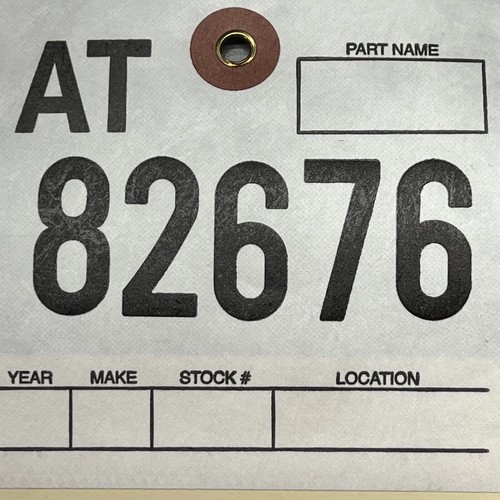 AT
PART NAME
82676
YEAR MAKE STOCK # LOCATION